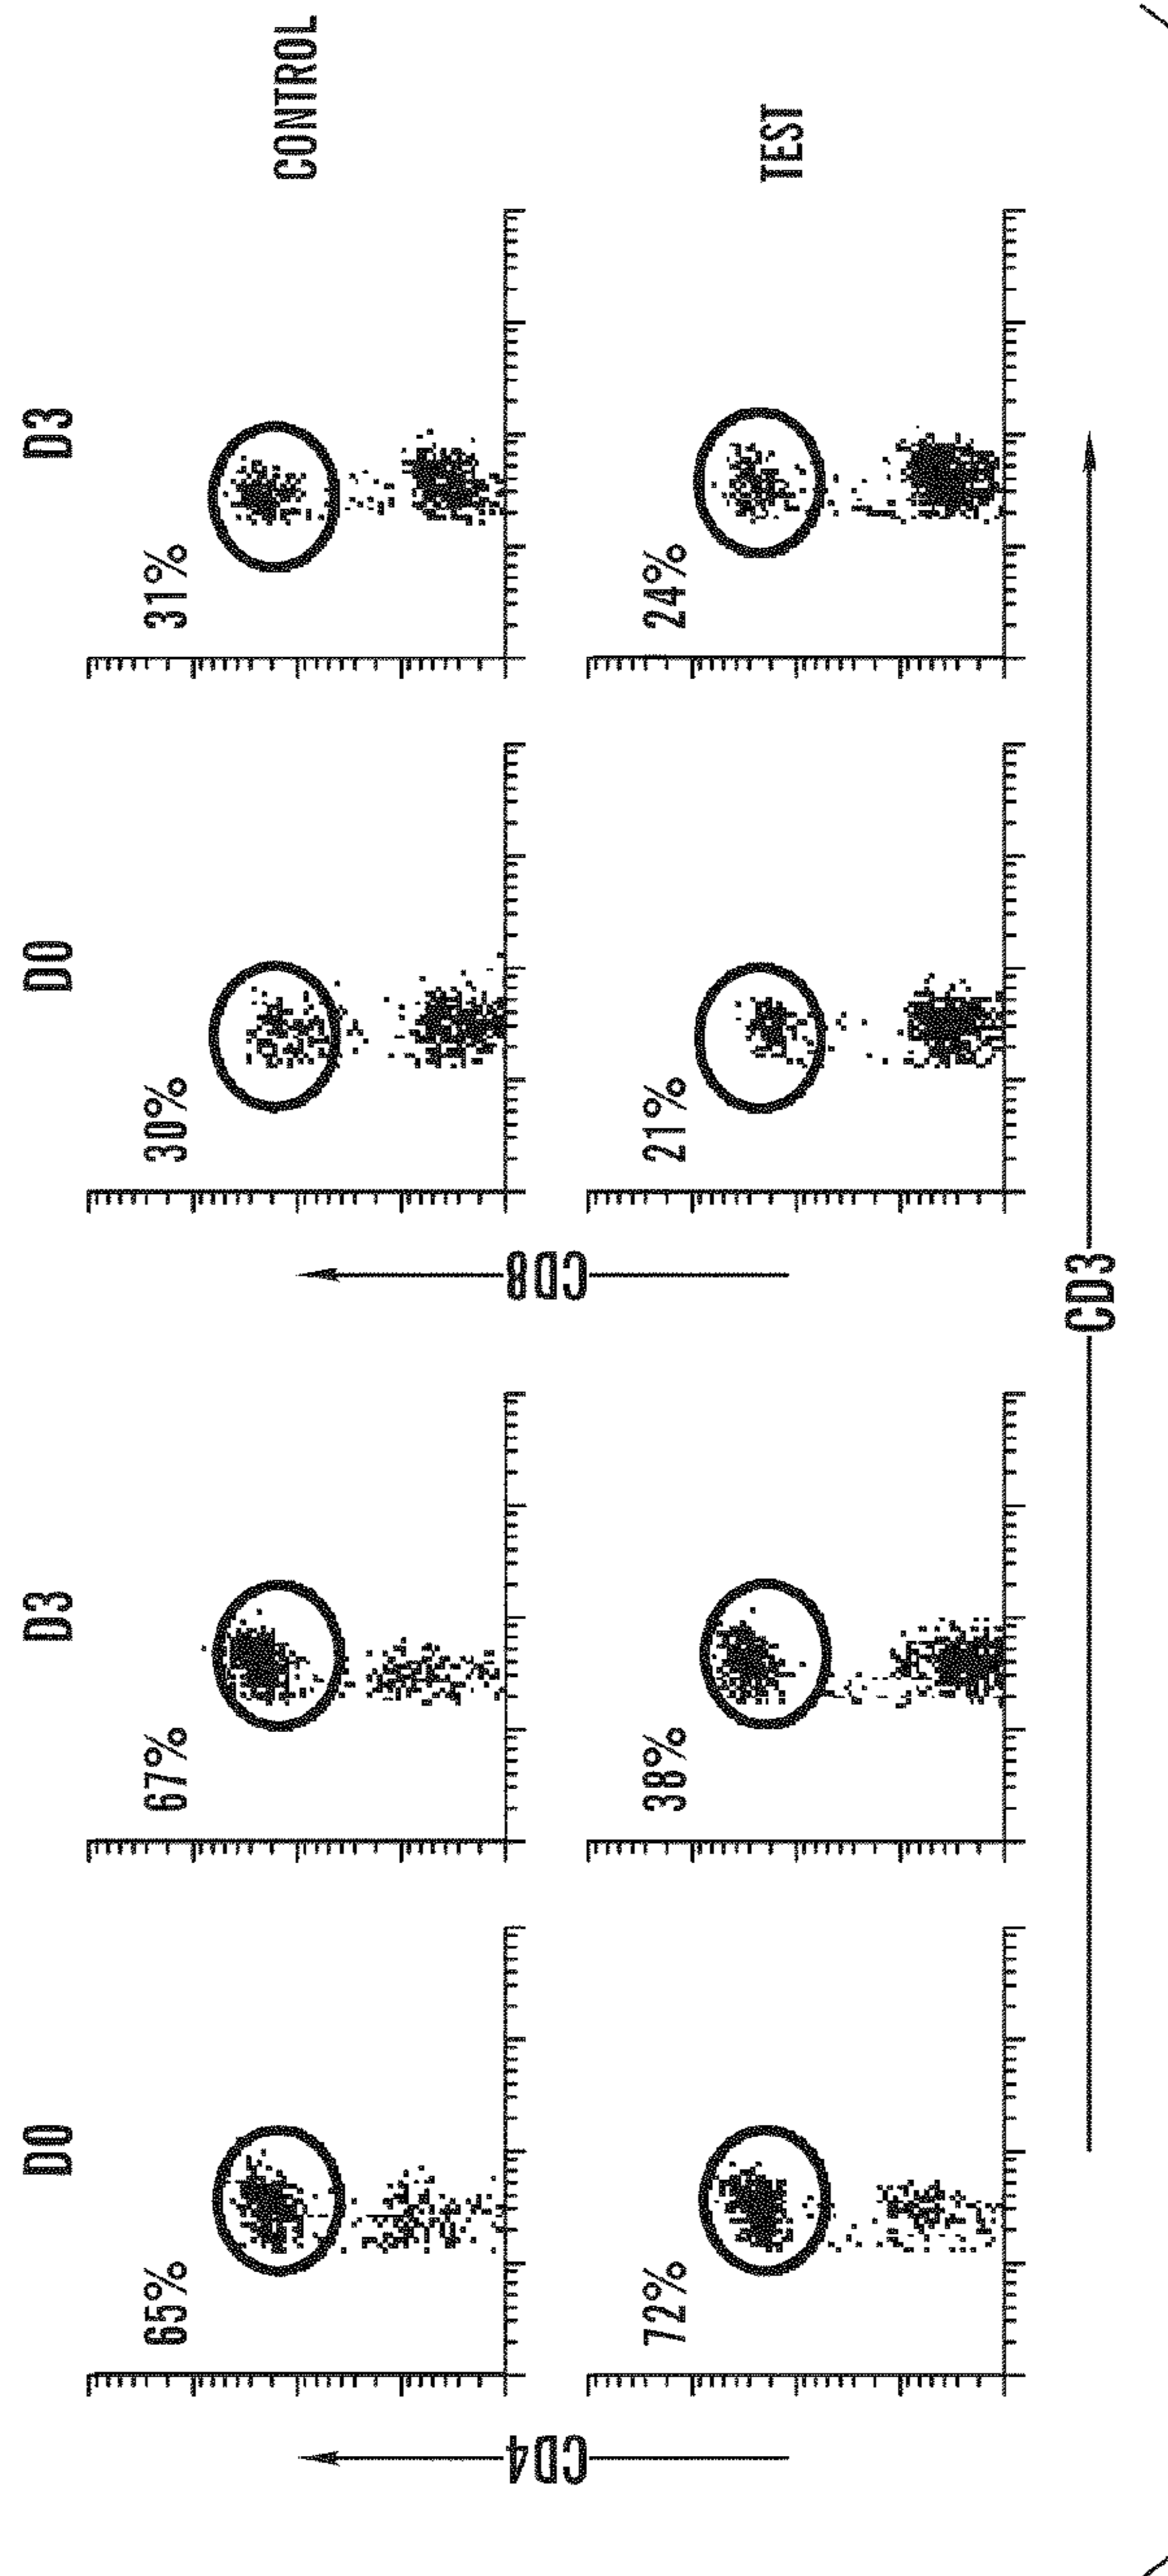 D0 D3 D0 D3
65% 67% 30% 31% CONTROL
CD4 CD8
72% 38% 21% 24% TEST
CD3